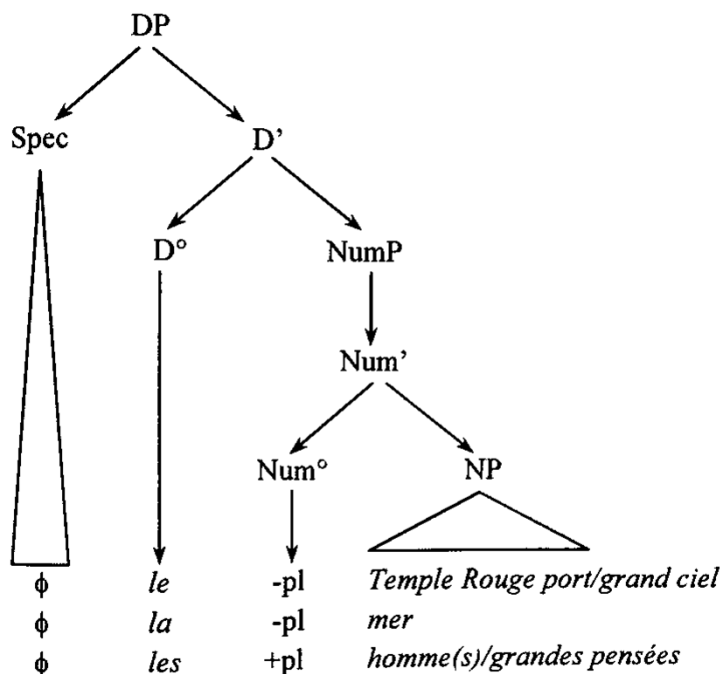 DP
Spec D’
D° NumP
Num’
Num° NP
ϕ le -pl Temple Rouge port/grand ciel
ϕ la -pl mer
ϕ les +pl homme(s)/grandes pensées